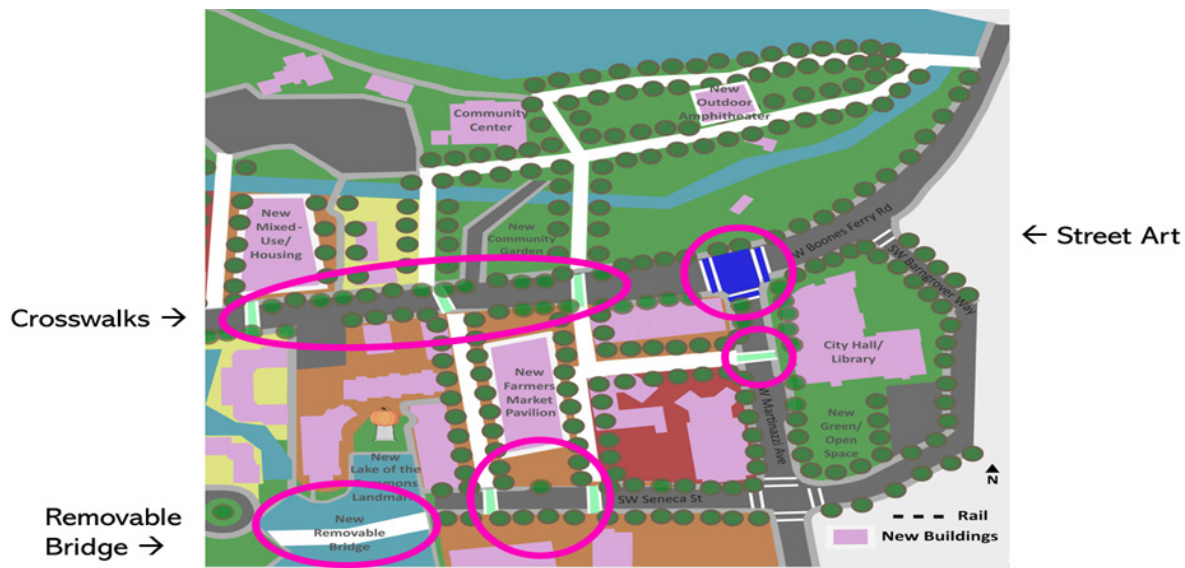 New
Outdoor
Amphitheater
Community
Center
New
Mixed-
Use/
Housing
New
Community
Garden
W Boones Ferry Rd
SW Barngrover Way
← Street Art
Crosswalks →
City Hall/
Library
New
Farmers
Market
Pavilion
W Martinazzi Ave
New
Green/
Open
Space
New
Lake of the
Commons
Landmark
N
SW Seneca St
Removable
Bridge →
New
Removable
Bridge
Rail
New Buildings